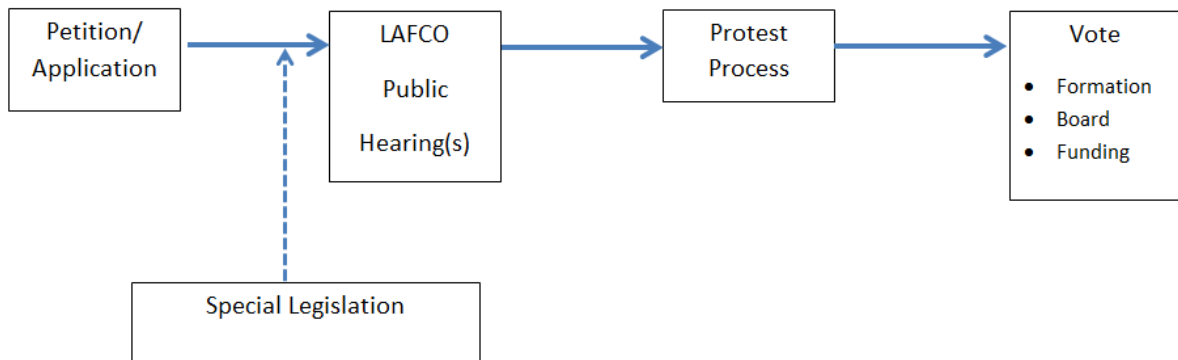 Petition/
Application
LAFCO
Public
Hearing(s)
Protest
Process
Vote
• Formation
• Board
• Funding
Special Legislation